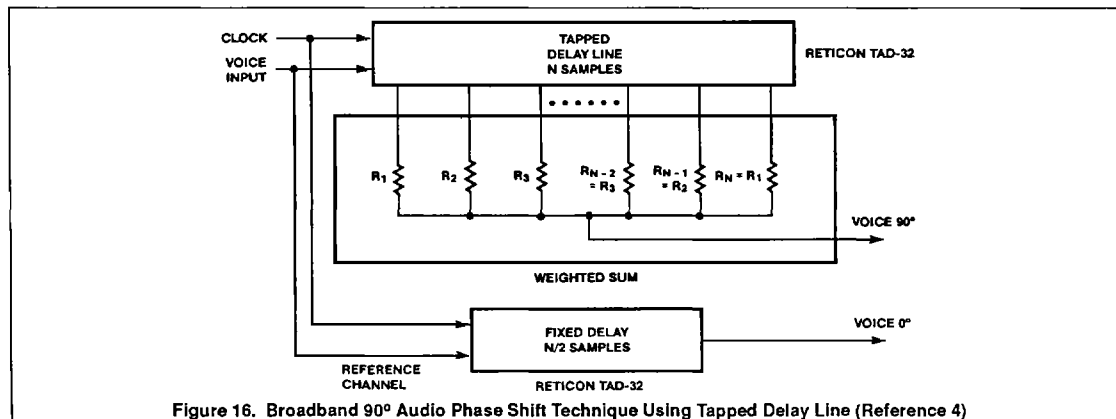 CLOCK
VOICE
INPUT
TAPPED
DELAY LINE
N SAMPLES
RETICON TAD-32
R1
R2
R3
RN – 2
= R3
RN – 1
= R2
RN = R1
VOICE 90°
WEIGHTED SUM
FIXED DELAY
N/2 SAMPLES
VOICE 0°
REFERENCE
CHANNEL
RETICON TAD-32
Figure 16. Broadband 90° Audio Phase Shift Technique Using Tapped Delay Line (Reference 4)